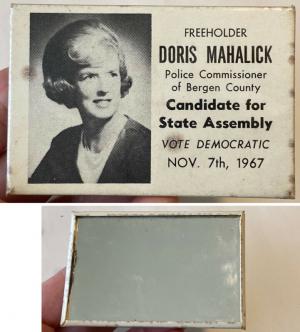 FREEHOLDER
DORIS MAHALICK
Police Commissioner
of Bergen County
Candidate for
State Assembly
VOTE DEMOCRATIC
NOV. 7th, 1967